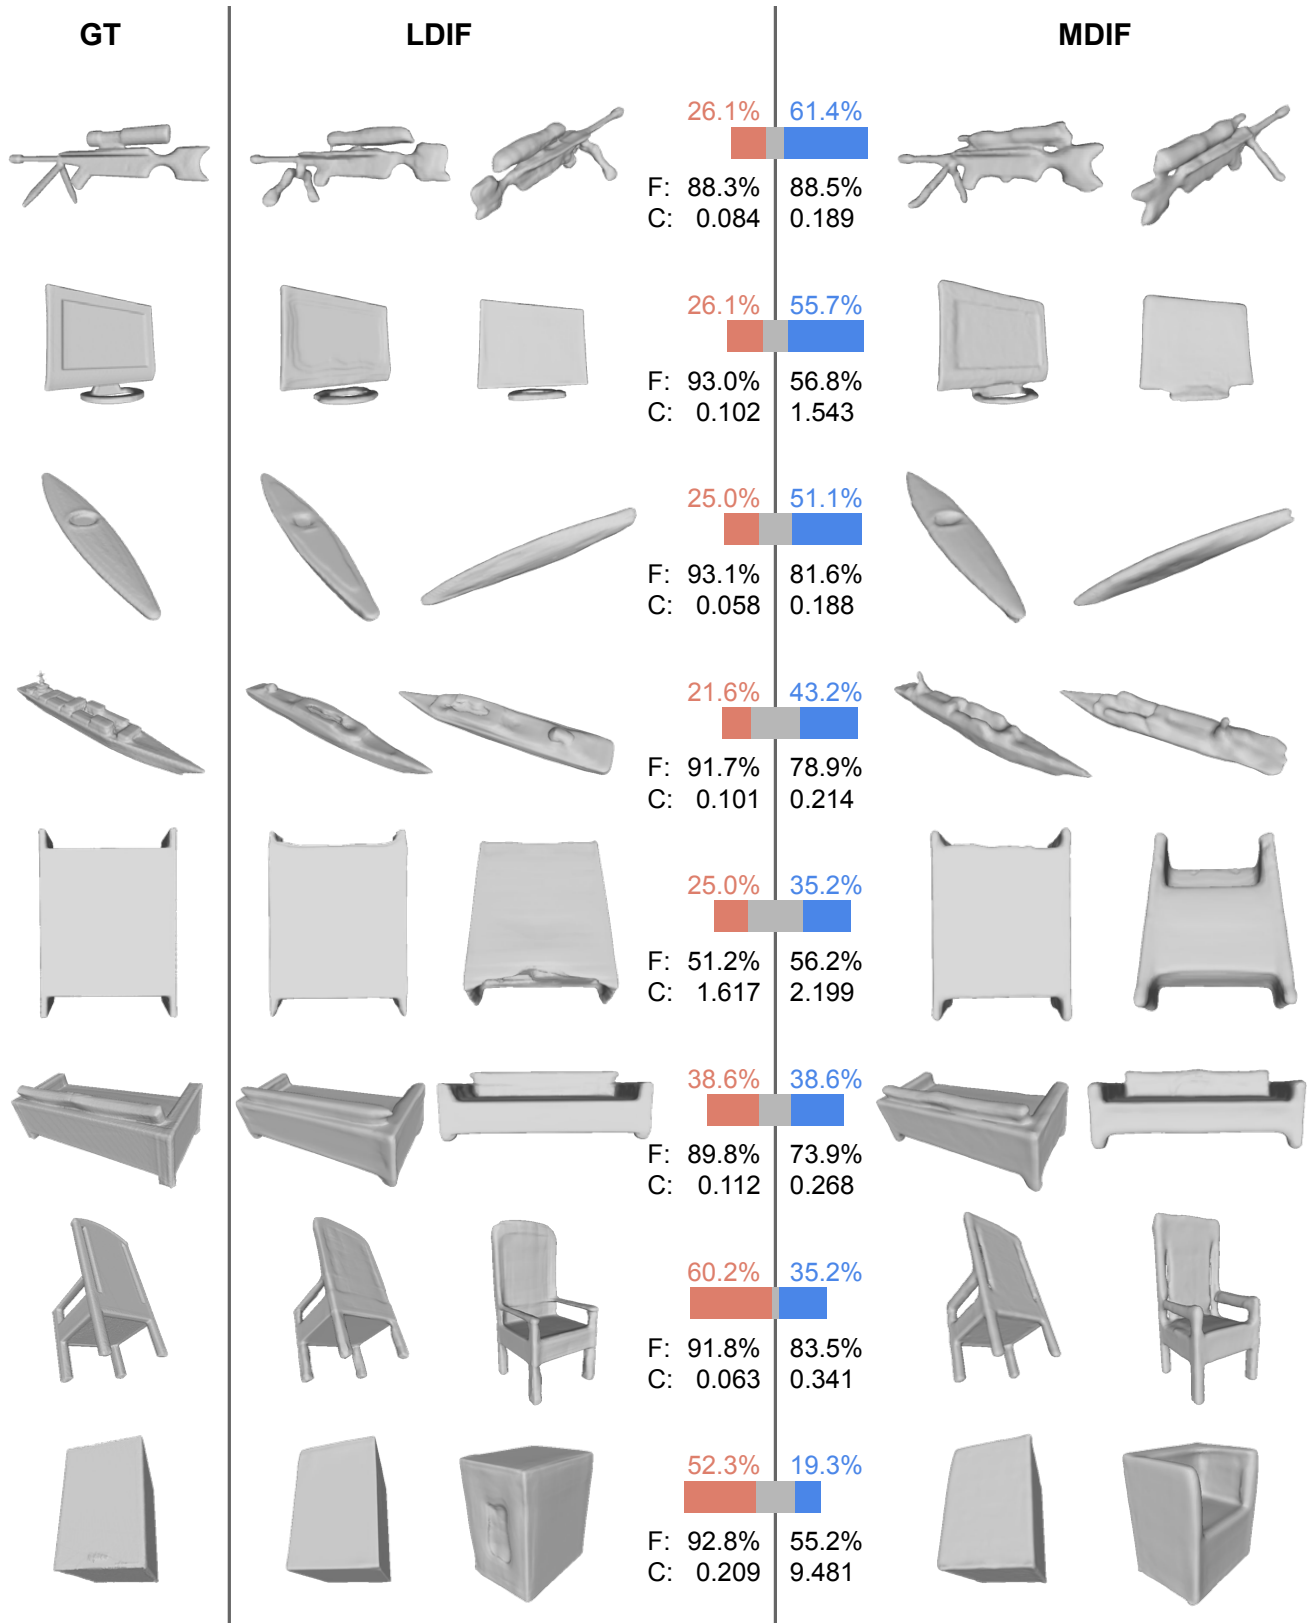 GT LDIF MDIF
26.1% 61.4%
F: 88.3% 88.5%
C: 0.084 0.189
26.1% 55.7%
F: 93.0% 56.8%
C: 0.102 1.543
25.0% 51.1%
F: 93.1% 81.6%
C: 0.058 0.188
21.6% 43.2%
F: 91.7% 78.9%
C: 0.101 0.214
25.0% 35.2%
F: 51.2% 56.2%
C: 1.617 2.199
38.6% 38.6%
F: 89.8% 73.9%
C: 0.112 0.268
60.2% 35.2%
F: 91.8% 83.5%
C: 0.063 0.341
52.3% 19.3%
F: 92.8% 55.2%
C: 0.209 9.481